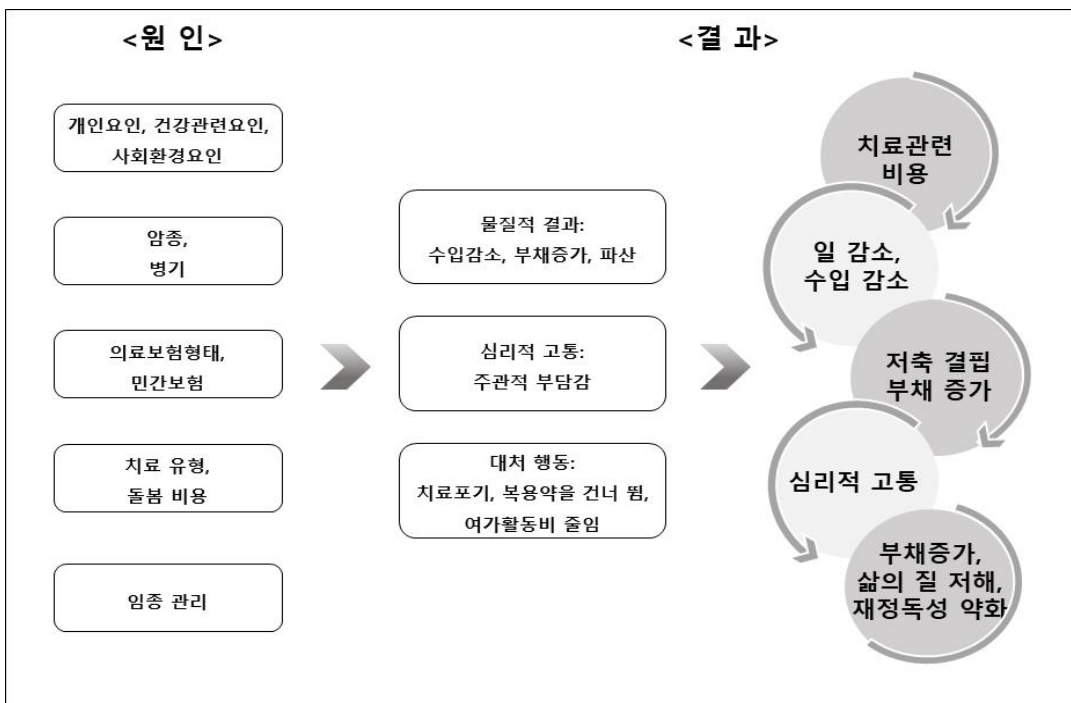 <원 인>
<결 과>
개인요인, 건강관련요인,
사회환경요인
암종,
병기
의료보험형태,
민간보험
치료 유형,
돌봄 비용
임종 관리
물질적 결과:
수입감소, 부채증가, 파산
심리적 고통:
주관적 부담감
대처 행동:
치료포기, 복용약을 건너 뜀,
여가활동비 줄임
치료관련
비용
일 감소,
수입 감소
저축 결핍
부채 증가
심리적 고통
부채증가,
삶의 질 저해,
재정독성 약화